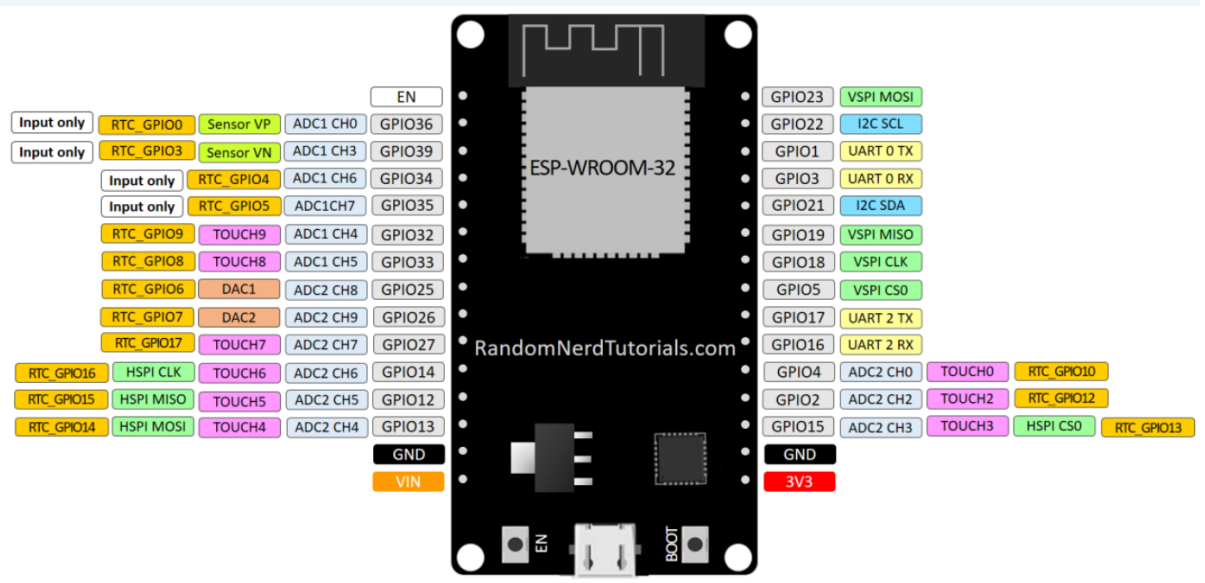 EN GPIO23 VSPI MOSI
Input only RTC_GPIO0 Sensor VP ADC1 CH0 GPIO36 GPIO22 I2C SCL
Input only RTC_GPIO3 Sensor VN ADC1 CH3 GPIO39 GPIO1 UART 0 TX
ESP-WROOM-32
Input only RTC_GPIO4 ADC1 CH6 GPIO34 GPIO3 UART 0 RX
Input only RTC_GPIO5 ADC1CH7 GPIO35 GPIO21 I2C SDA
RTC_GPIO9 TOUCH9 ADC1 CH4 GPIO32 GPIO19 VSPI MISO
RTC_GPIO8 TOUCH8 ADC1 CH5 GPIO33 GPIO18 VSPI CLK
RTC_GPIO6 DAC1 ADC2 CH8 GPIO25 GPIO5 VSPI CS0
RTC_GPIO7 DAC2 ADC2 CH9 GPIO26 GPIO17 UART 2 TX
RTC_GPIO17 TOUCH7 ADC2 CH7 GPIO27 RandomNerdTutorials.com GPIO16 UART 2 RX
RTC_GPIO16 HSPI CLK TOUCH6 ADC2 CH6 GPIO14 GPIO4 ADC2 CH0 TOUCH0 RTC_GPIO10
RTC_GPIO15 HSPI MISO TOUCH5 ADC2 CH5 GPIO12 GPIO2 ADC2 CH2 TOUCH2 RTC_GPIO12
RTC_GPIO14 HSPI MOSI TOUCH4 ADC2 CH4 GPIO13 GPIO15 ADC2 CH3 TOUCH3 HSPI CS0 RTC_GPIO13
GND GND
VIN 3V3
EN BOOT